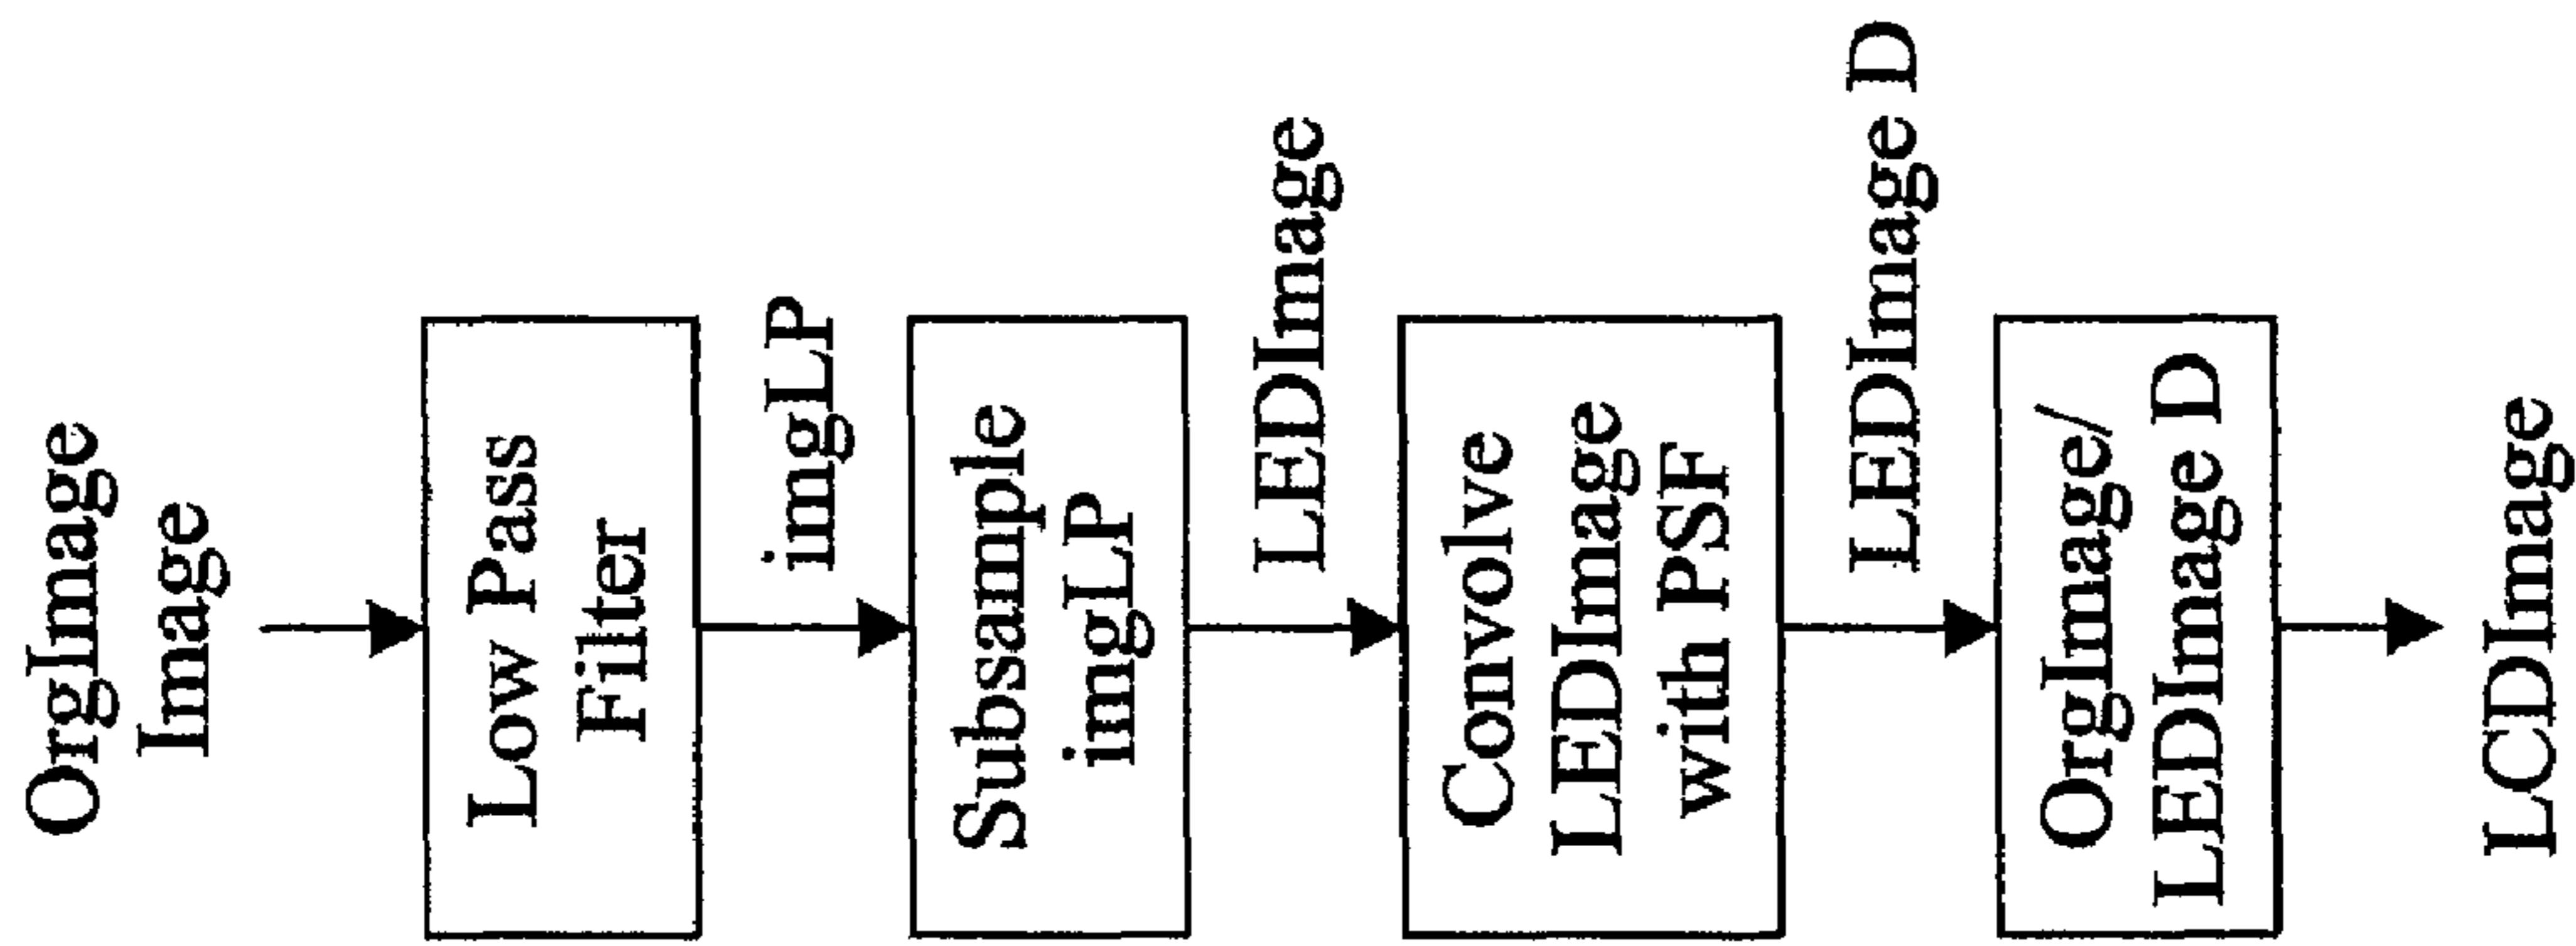 OrgImage
Image
Low Pass
Filter
imgLP
Subsample
imgLP
LEDImage
Convolve
LEDImage
with PSF
LEDImage D
OrgImage/
LEDImage D
LCDImage